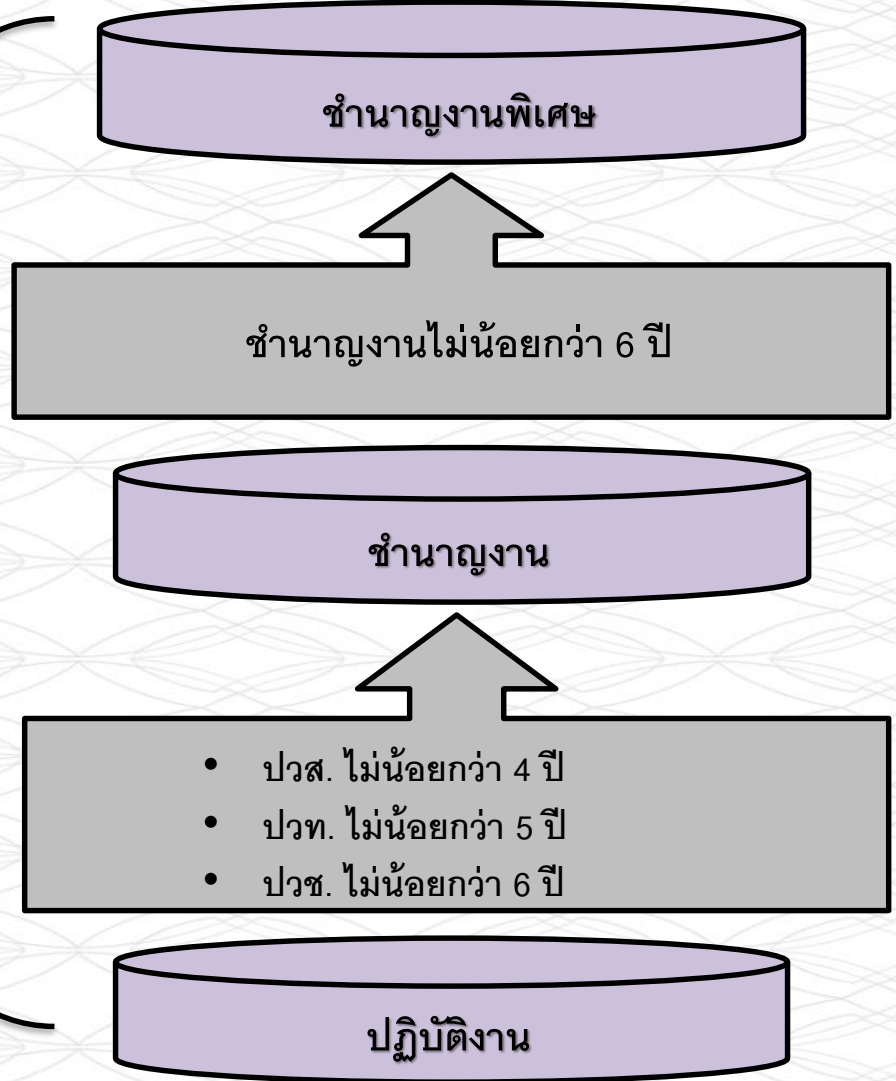 ชำนาญงานพิเศษ
ชำนาญงานไม่น้อยกว่า 6 ปี
ชำนาญงาน
• ปวส. ไม่น้อยกว่า 4 ปี
• ปวท. ไม่น้อยกว่า 5 ปี
• ปวช. ไม่น้อยกว่า 6 ปี
ปฏิบัติงาน